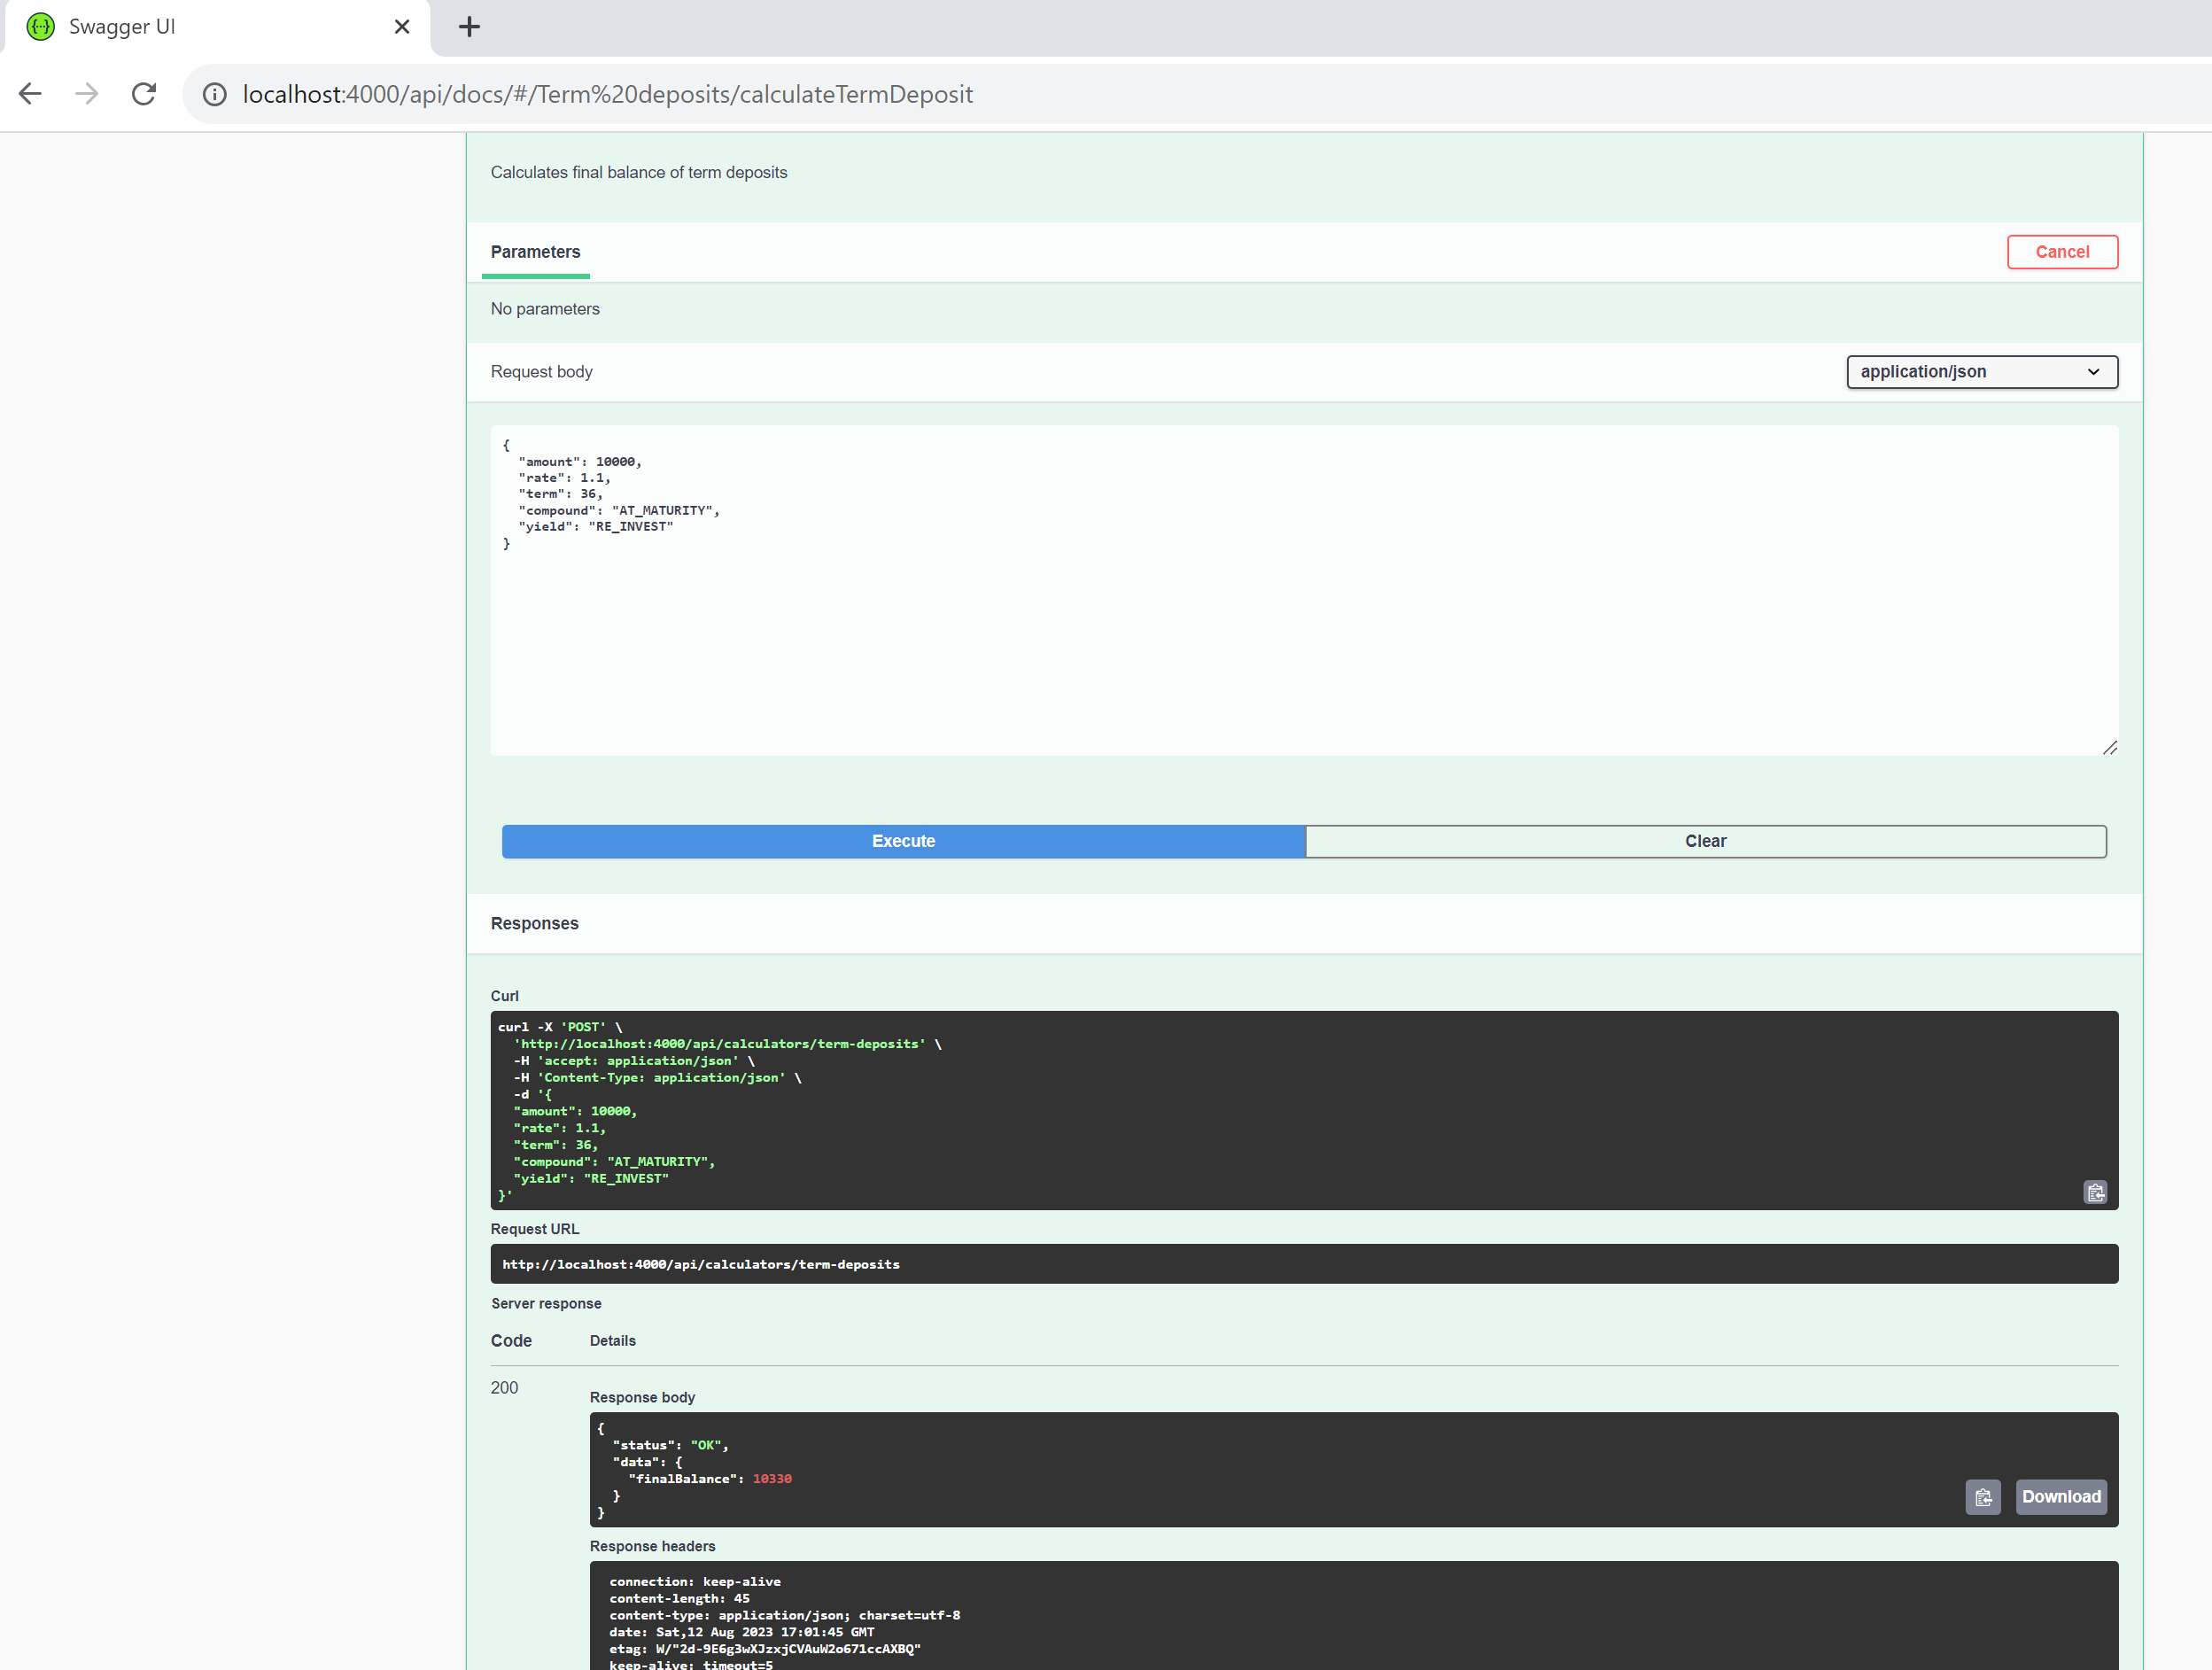 Swagger UI
localhost:4000/api/docs/#/Term%20deposits/calculateTermDeposit
Calculates final balance of term deposits
Parameters
Cancel
No parameters
Request body
application/json
{
  "amount": 10000,
  "rate": 1.1,
  "term": 36,
  "compound": "AT_MATURITY",
  "yield": "RE_INVEST"
}
Execute
Clear
Responses
Curl
curl -X 'POST' \
  'http://localhost:4000/api/calculators/term-deposits' \
  -H 'accept: application/json' \
  -H 'Content-Type: application/json' \
  -d '{
  "amount": 10000,
  "rate": 1.1,
  "term": 36,
  "compound": "AT_MATURITY",
  "yield": "RE_INVEST"
}'
Request URL
http://localhost:4000/api/calculators/term-deposits
Server response
Code Details
200
Response body
{
  "status": "OK",
  "data": {
    "finalBalance": 10330
  }
}
Download
Response headers
connection: keep-alive
content-length: 45
content-type: application/json; charset=utf-8
date: Sat,12 Aug 2023 17:01:45 GMT
etag: W/"2d-9E6g3wXJzxjCVAuW2o671ccAXBQ"
keep-alive: timeout=5